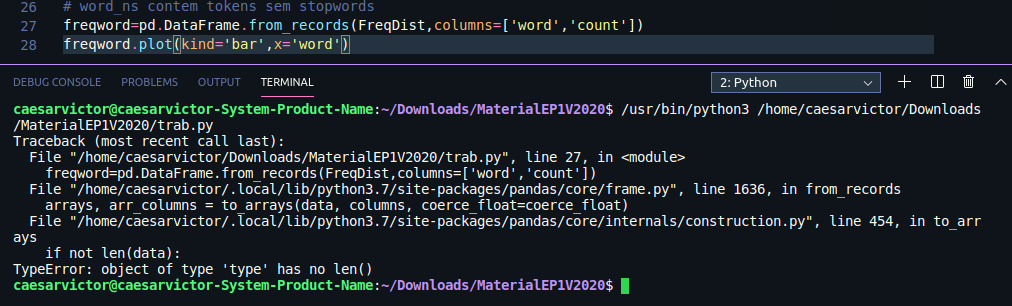 26 # word_ns contem tokens sem stopwords
27 freqword=pd.DataFrame.from_records(FreqDist,columns=['word','count'])
28 freqword.plot(kind='bar',x='word')
DEBUG CONSOLE PROBLEMS OUTPUT TERMINAL 2: Python
caesarvictor@caesarvictor-System-Product-Name:~/Downloads/MaterialEP1V2020$ /usr/bin/python3 /home/caesarvictor/Downloads
/MaterialEP1V2020/trab.py
Traceback (most recent call last):
  File "/home/caesarvictor/Downloads/MaterialEP1V2020/trab.py", line 27, in <module>
    freqword=pd.DataFrame.from_records(FreqDist,columns=['word','count'])
  File "/home/caesarvictor/.local/lib/python3.7/site-packages/pandas/core/frame.py", line 1636, in from_records
    arrays, arr_columns = to_arrays(data, columns, coerce_float=coerce_float)
  File "/home/caesarvictor/.local/lib/python3.7/site-packages/pandas/core/internals/construction.py", line 454, in to_arr
ays
    if not len(data):
TypeError: object of type 'type' has no len()
caesarvictor@caesarvictor-System-Product-Name:~/Downloads/MaterialEP1V2020$